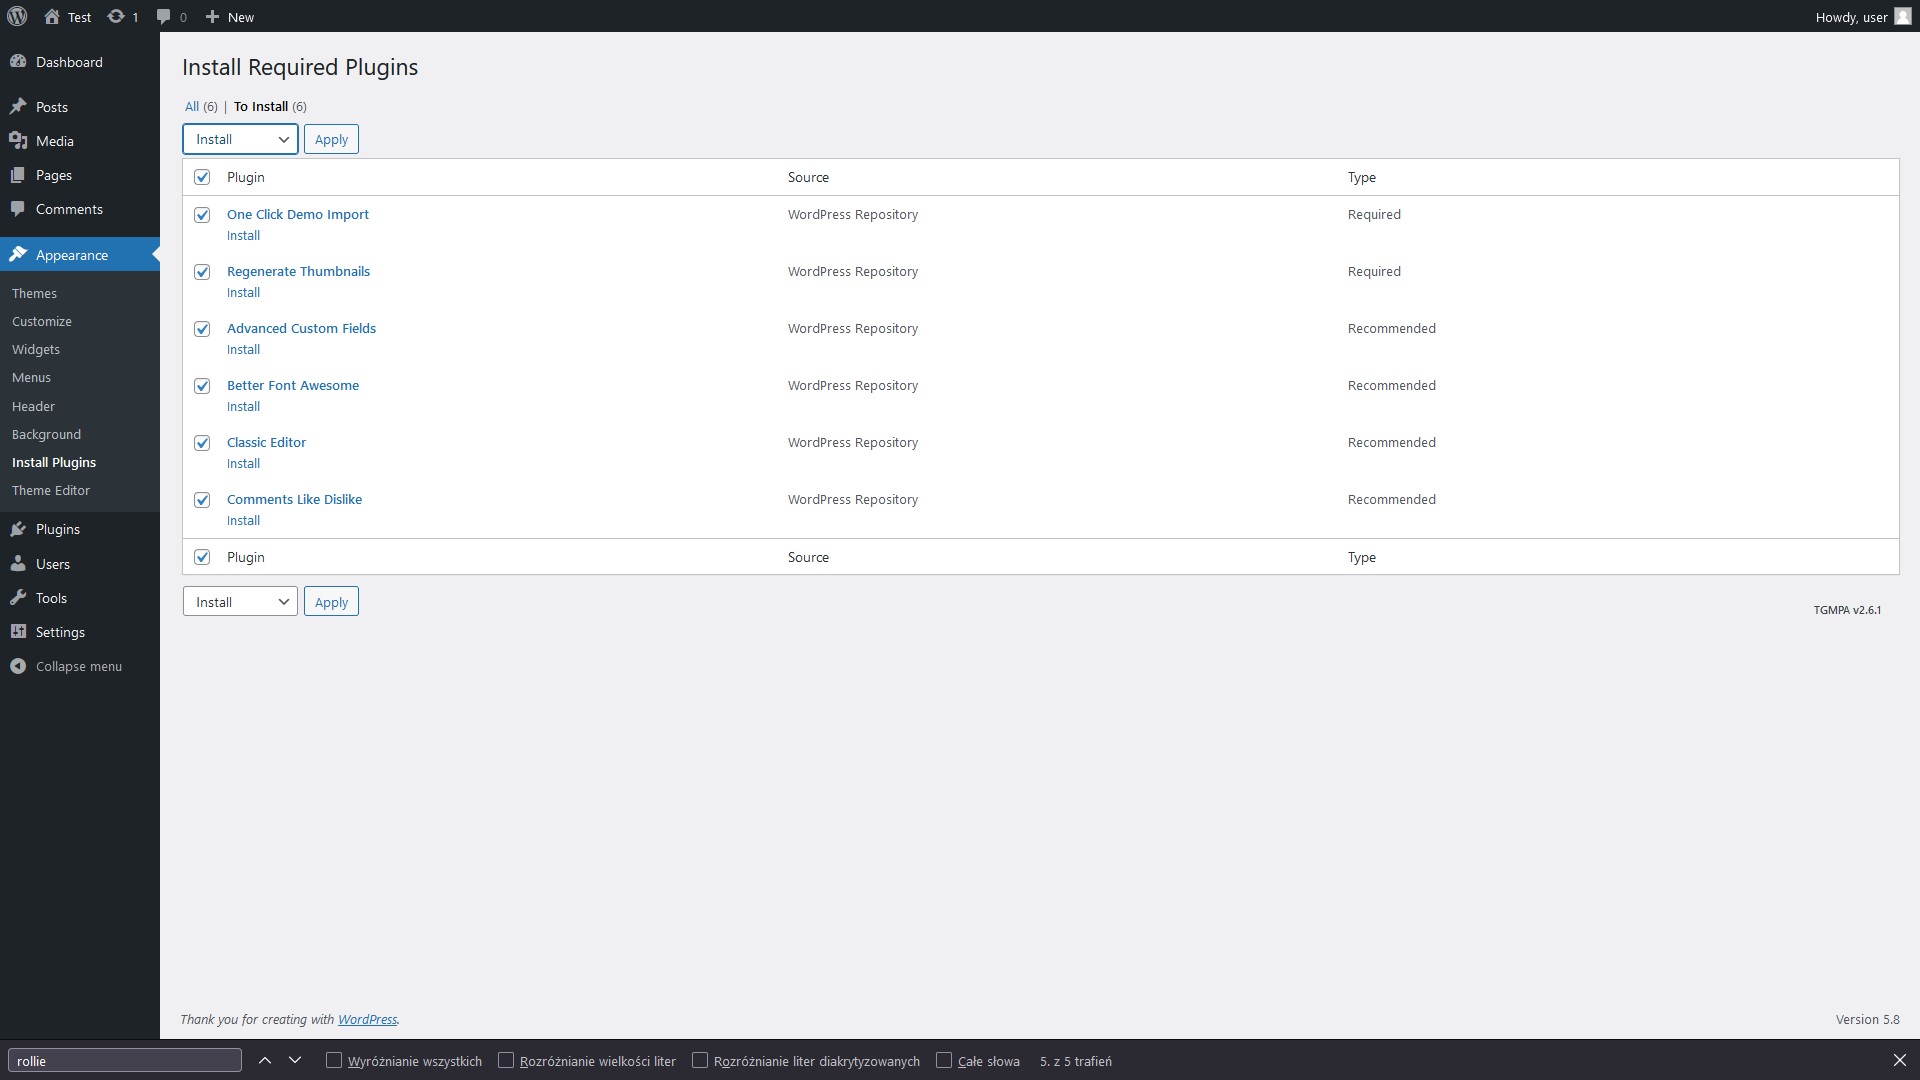 Test 1 0 New Howdy, user
Dashboard
Posts
Media
Pages
Comments
Appearance
Themes
Customize
Widgets
Menus
Header
Background
Install Plugins
Theme Editor
Plugins
Users
Tools
Settings
Collapse menu
Install Required Plugins
All (6) | To Install (6)
Install Apply
Plugin Source Type
One Click Demo Import WordPress Repository Required
Install
Regenerate Thumbnails WordPress Repository Required
Install
Advanced Custom Fields WordPress Repository Recommended
Install
Better Font Awesome WordPress Repository Recommended
Install
Classic Editor WordPress Repository Recommended
Install
Comments Like Dislike WordPress Repository Recommended
Install
Plugin Source Type
Install Apply
TGMPA v2.6.1
Thank you for creating with WordPress. Version 5.8
rollie Wyróżnianie wszystkich Rozróżnianie wielkości liter Rozróżnianie liter diakrytyzowanych Całe słowa 5. z 5 trafień